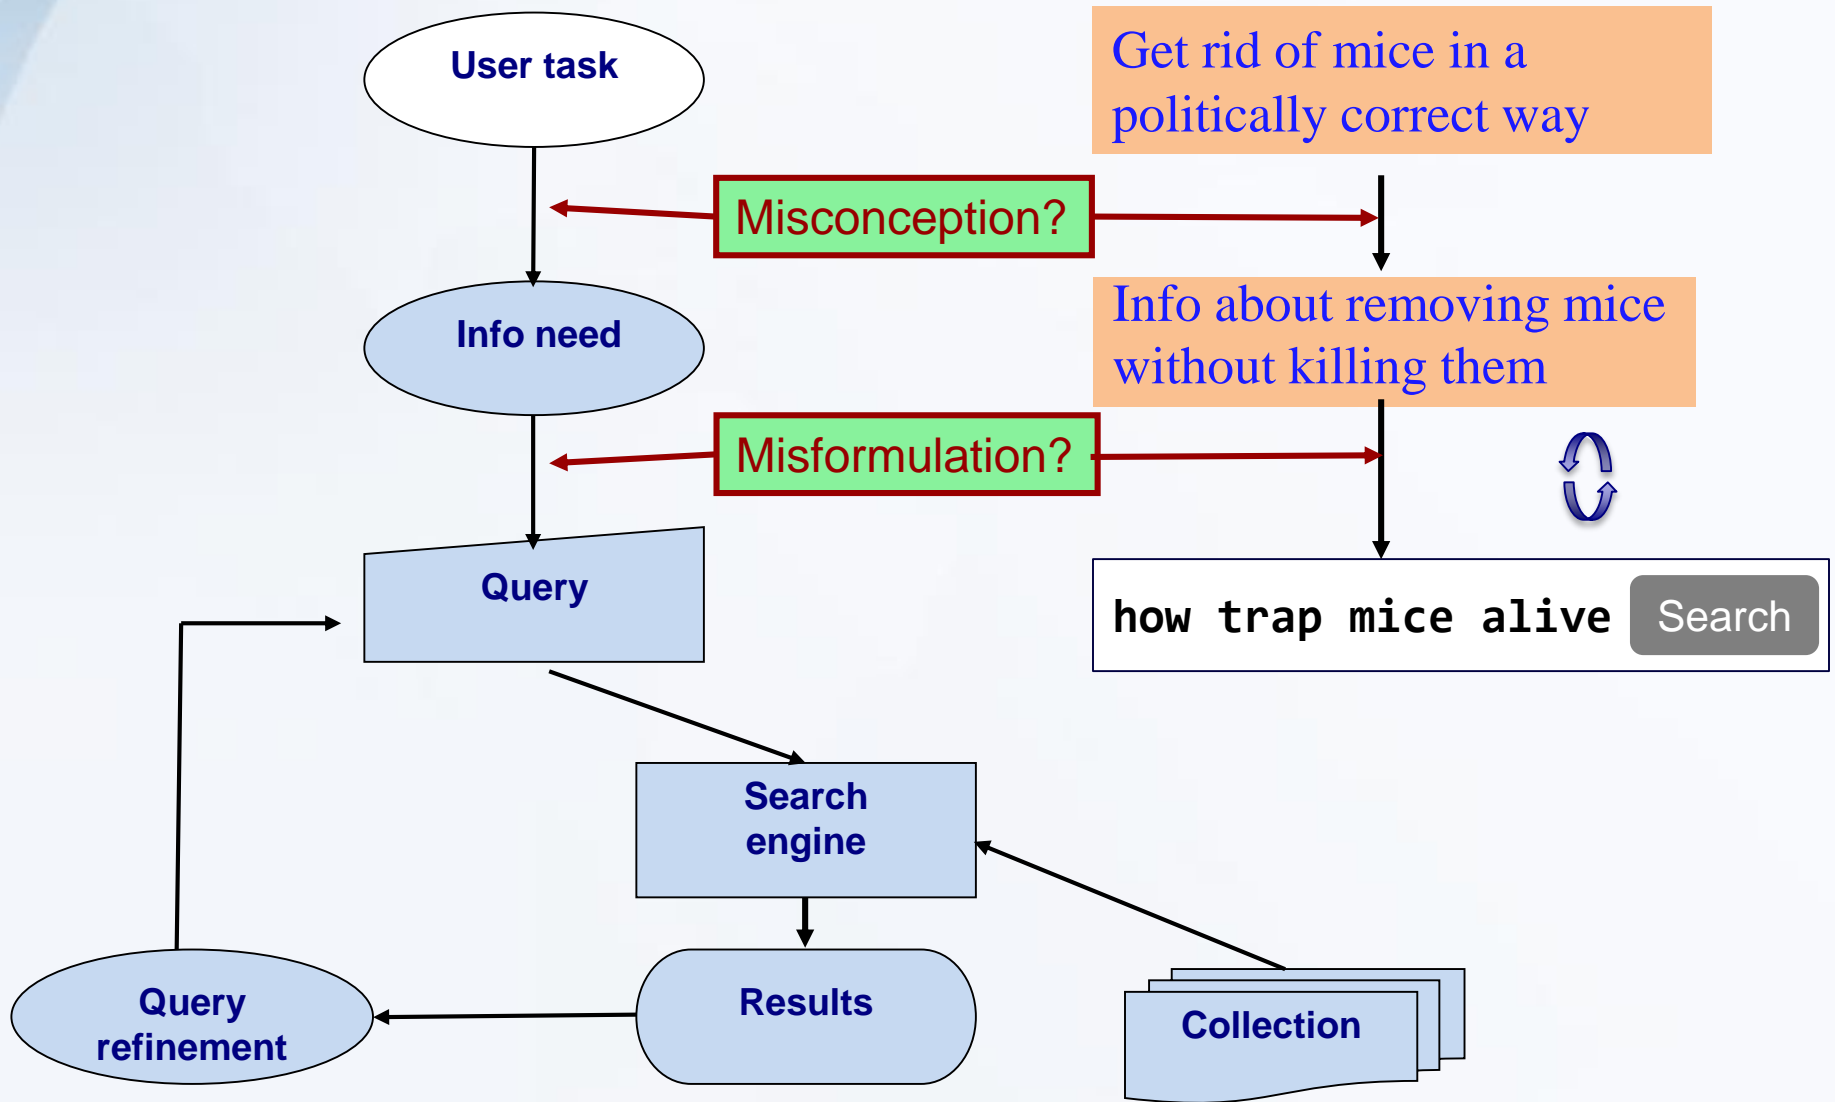 User task
Get rid of mice in a
politically correct way
Misconception?
Info need
Info about removing mice
without killing them
Misformulation?
Query
how trap mice alive
Search
Search
engine
Results
Query
refinement
Collection